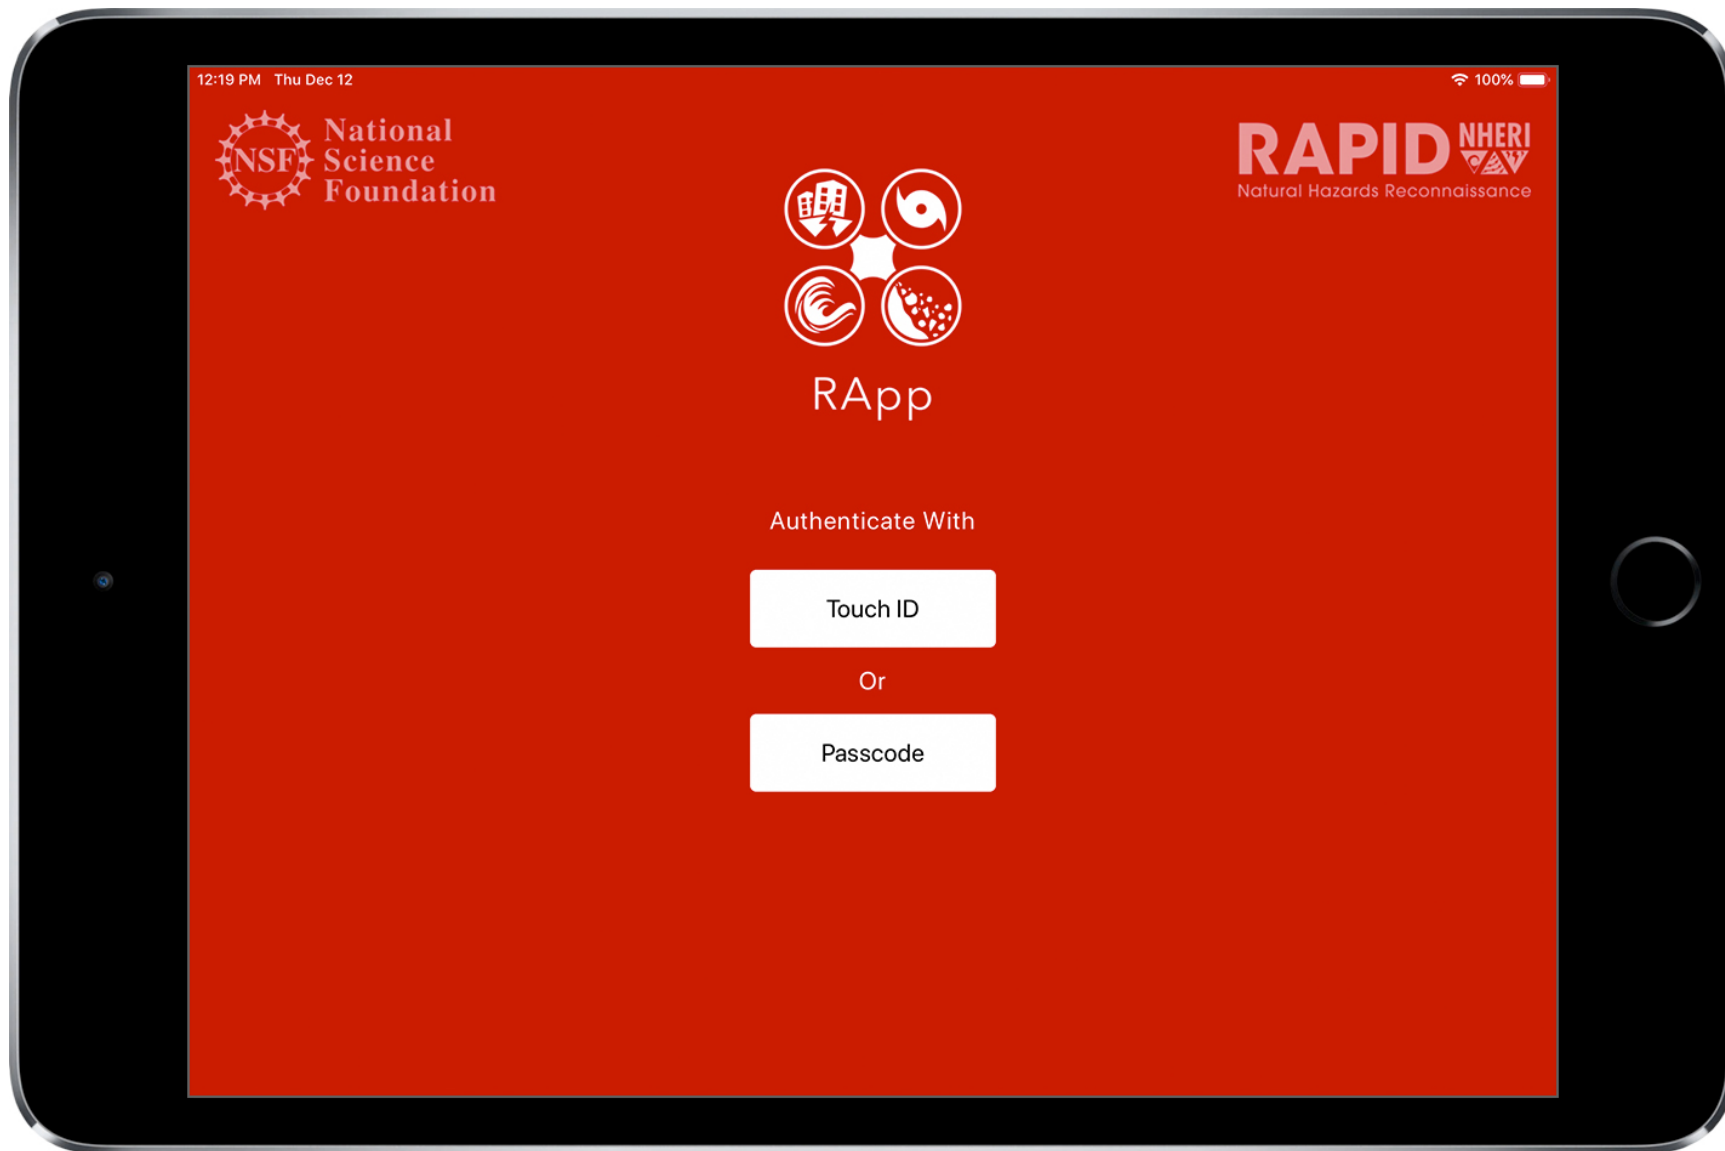 12:19 PM Thu Dec 12
100%
NSF
National
Science
Foundation
RAPID
NHERI
Natural Hazards Reconnaissance
RApp
Authenticate With
Touch ID
Or
Passcode